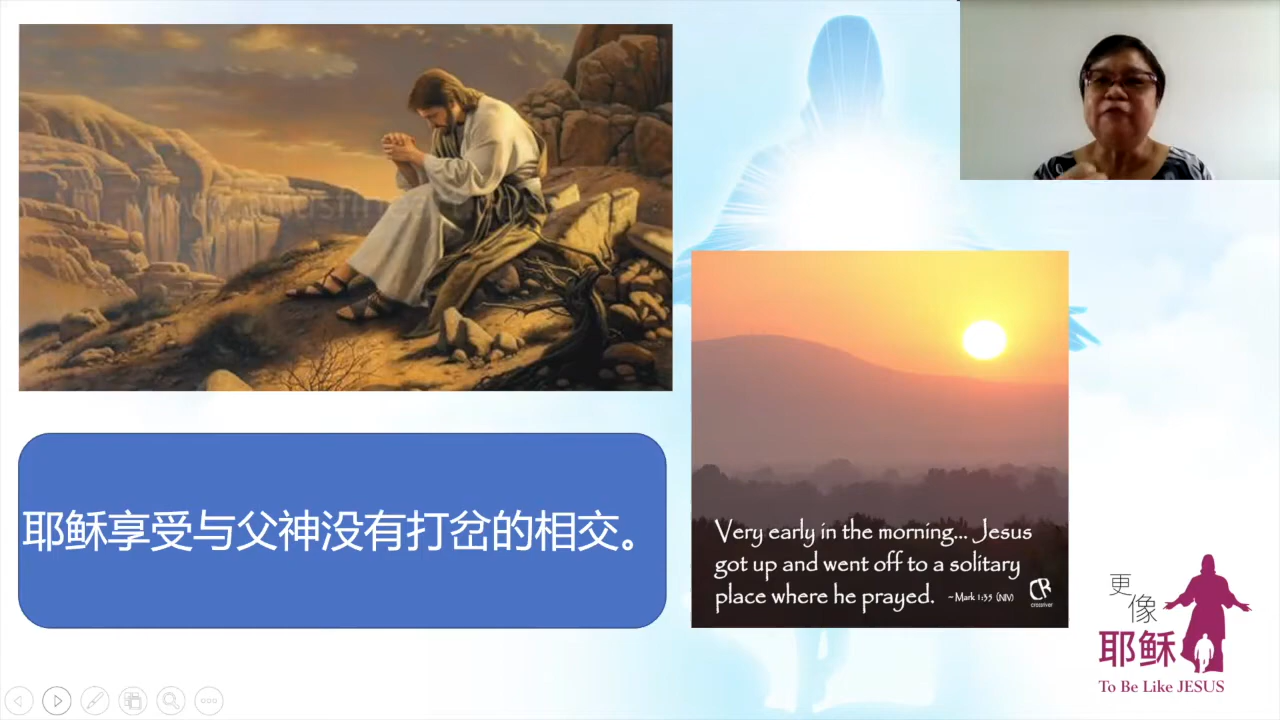 耶稣享受与父神没有打岔的相交。
Very early in the morning... Jesus
got up and went off to a solitary
place where he prayed. ~ Mark 1:35 (NIV)
CR
crossriver
更
像
耶稣
To Be Like JESUS